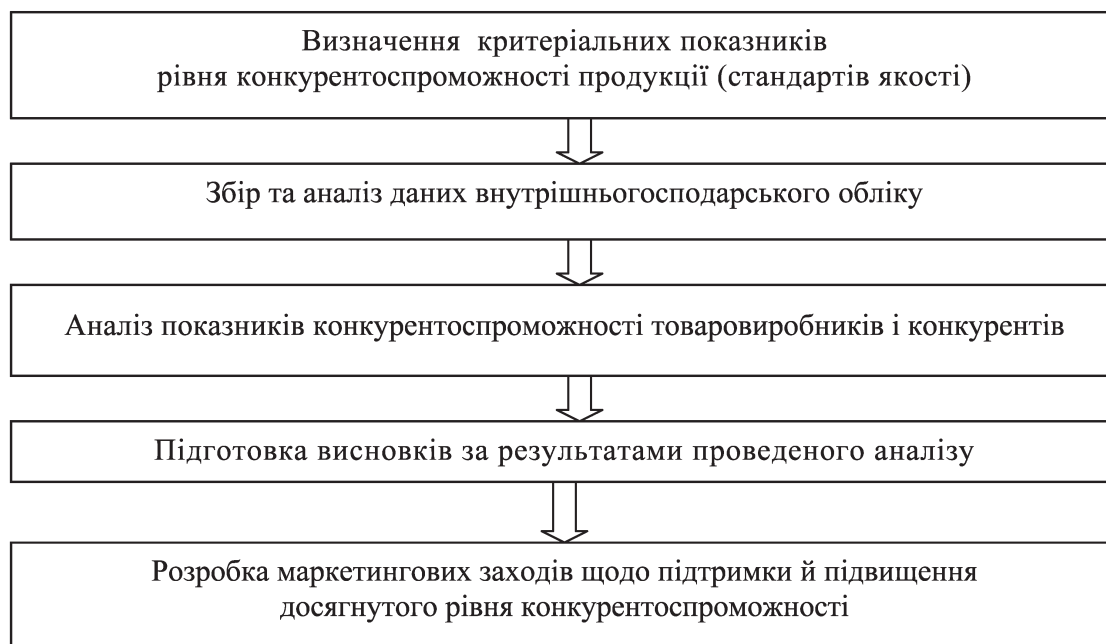 Визначення критеріальних показників
рівня конкурентоспроможності продукції (стандартів якості)
Збір та аналіз даних внутрішньогосподарського обліку
Аналіз показників конкурентоспроможності товаровиробників і конкурентів
Підготовка висновків за результатами проведеного аналізу
Розробка маркетингових заходів щодо підтримки й підвищення
досягнутого рівня конкурентоспроможності